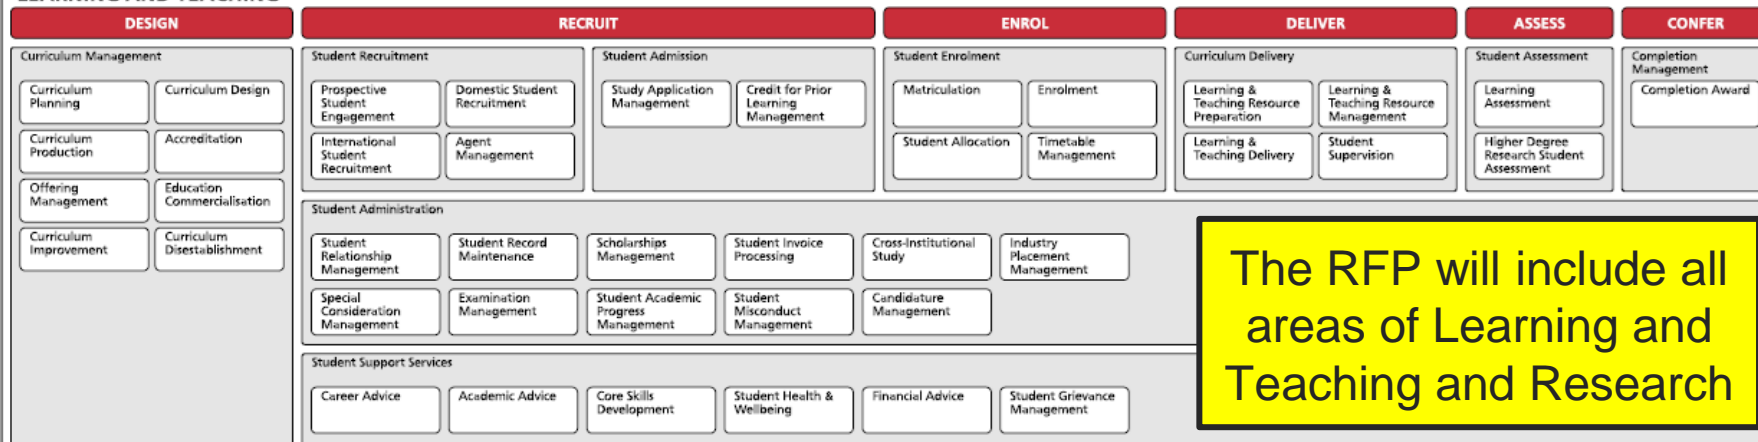 LEARNING AND TEACHING
DESIGN
RECRUIT
ENROL
DELIVER
ASSESS
CONFER
Curriculum Management
Curriculum
Planning
Curriculum Design
Curriculum
Production
Accreditation
Offering
Management
Education
Commercialisation
Curriculum
Improvement
Curriculum
Disestablishment
Student Recruitment
Prospective
Student
Engagement
Domestic Student
Recruitment
International
Student
Recruitment
Agent
Management
Student Admission
Study Application
Management
Credit for Prior
Learning
Management
Student Enrolment
Matriculation
Enrolment
Student Allocation
Timetable
Management
Curriculum Delivery
Learning &
Teaching Resource
Preparation
Learning &
Teaching Resource
Management
Learning &
Teaching Delivery
Student
Supervision
Student Assessment
Learning
Assessment
Higher Degree
Research Student
Assessment
Completion
Management
Completion Award
Student Administration
Student
Relationship
Management
Student Record
Maintenance
Scholarships
Management
Student Invoice
Processing
Cross-Institutional
Study
Industry
Placement
Management
Special
Consideration
Management
Examination
Management
Student Academic
Progress
Management
Student
Misconduct
Management
Candidature
Management
Student Support Services
Career Advice
Academic Advice
Core Skills
Development
Student Health &
Wellbeing
Financial Advice
Student Grievance
Management
The RFP will include all
areas of Learning and
Teaching and Research